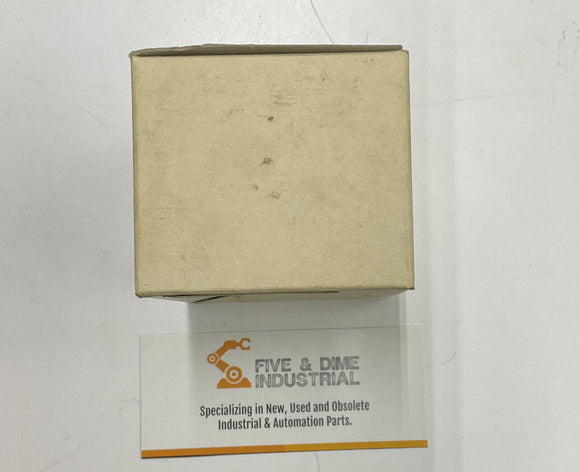 FIVE & DIME
INDUSTRIAL
Specializing in New, Used and Obsolete
Industrial & Automation Parts.